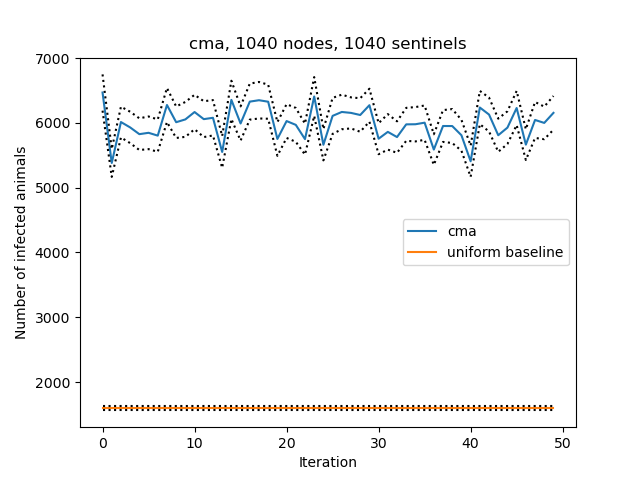 cma, 1040 nodes, 1040 sentinels
7000
6000
5000
4000
3000
2000
Number of infected animals
cma
uniform baseline
0
10
20
30
40
50
Iteration